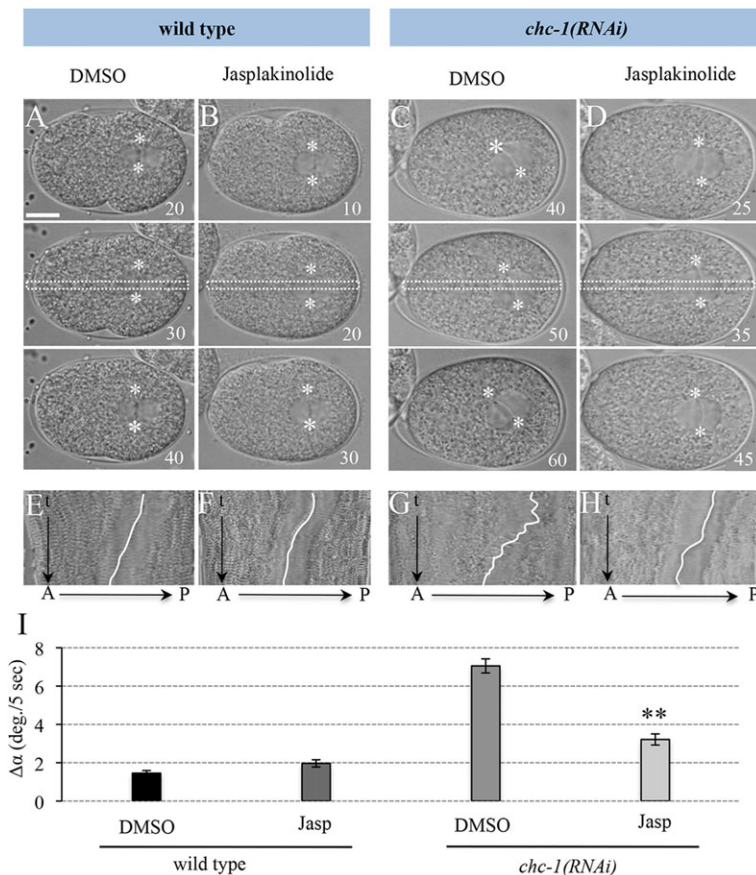 wild type
chc-1(RNAi)
DMSO
Jasplakinolide
DMSO
Jasplakinolide
A
B
C
D
20
10
40
25
30
20
50
35
40
30
60
45
E
F
G
H
t
t
t
t
A
P
A
P
A
P
A
P
I
8
6
4
2
0
Δα (deg./5 sec)
**
DMSO
Jasp
DMSO
Jasp
wild type
chc-1(RNAi)